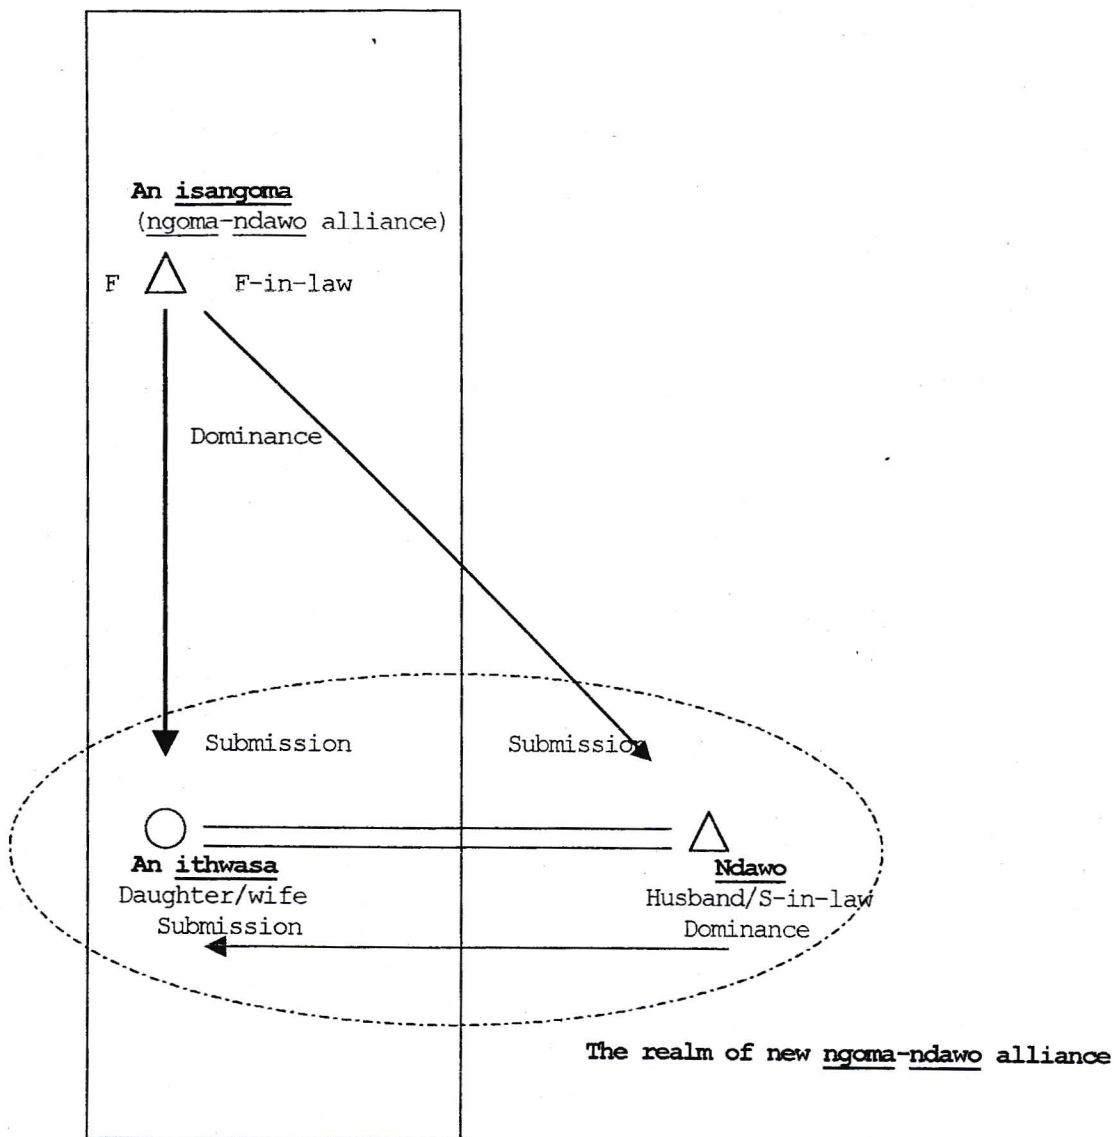 An isangoma
(ngoma-ndawo alliance)
F F-in-law
Dominance
Submission Submission
An ithwasa Ndawo
Daughter/wife Husband/S-in-law
Submission Dominance
The realm of new ngoma-ndawo alliance